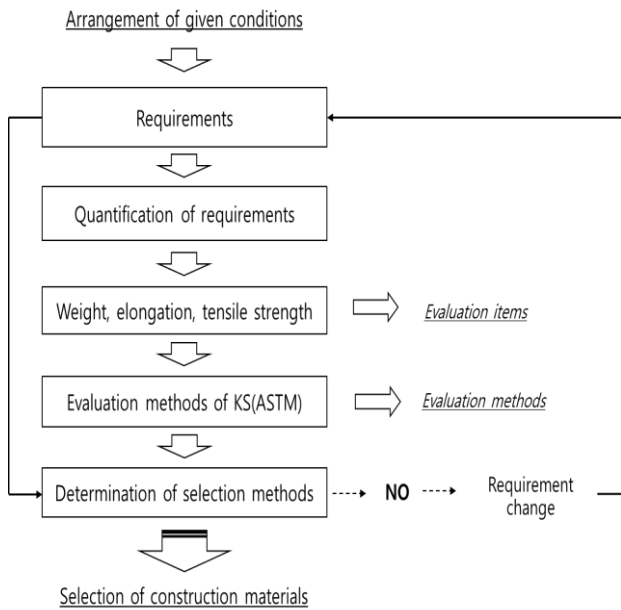 Arrangement of given conditions
Requirements
Quantification of requirements
Weight, elongation, tensile strength
Evaluation items
Evaluation methods of KS(ASTM)
Evaluation methods
Determination of selection methods
NO
Requirement
change
Selection of construction materials